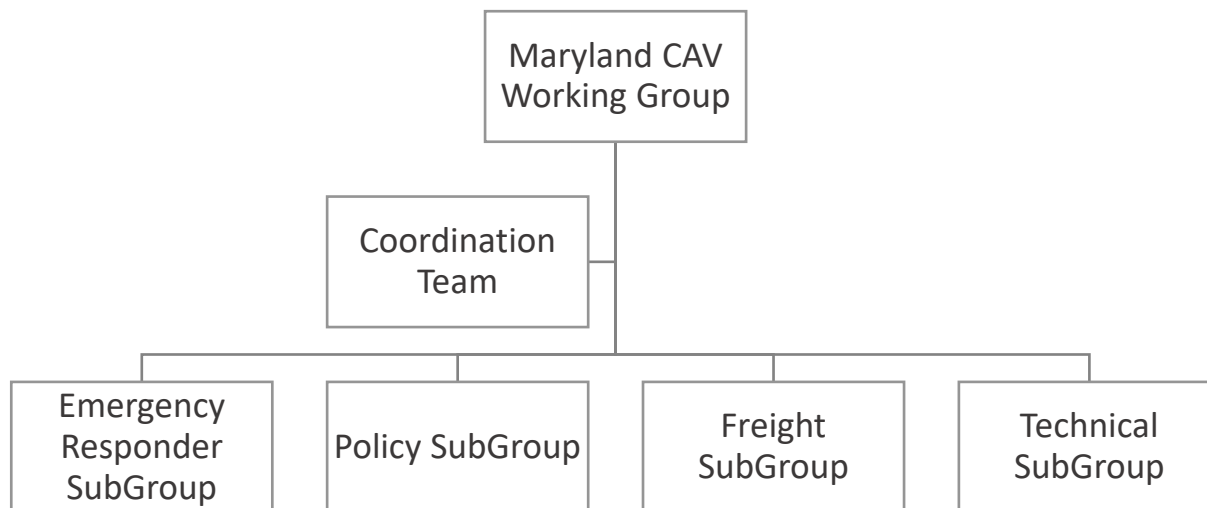 Maryland CAV
Working Group
Coordination
Team
Emergency
Responder
SubGroup
Policy SubGroup
Freight
SubGroup
Technical
SubGroup